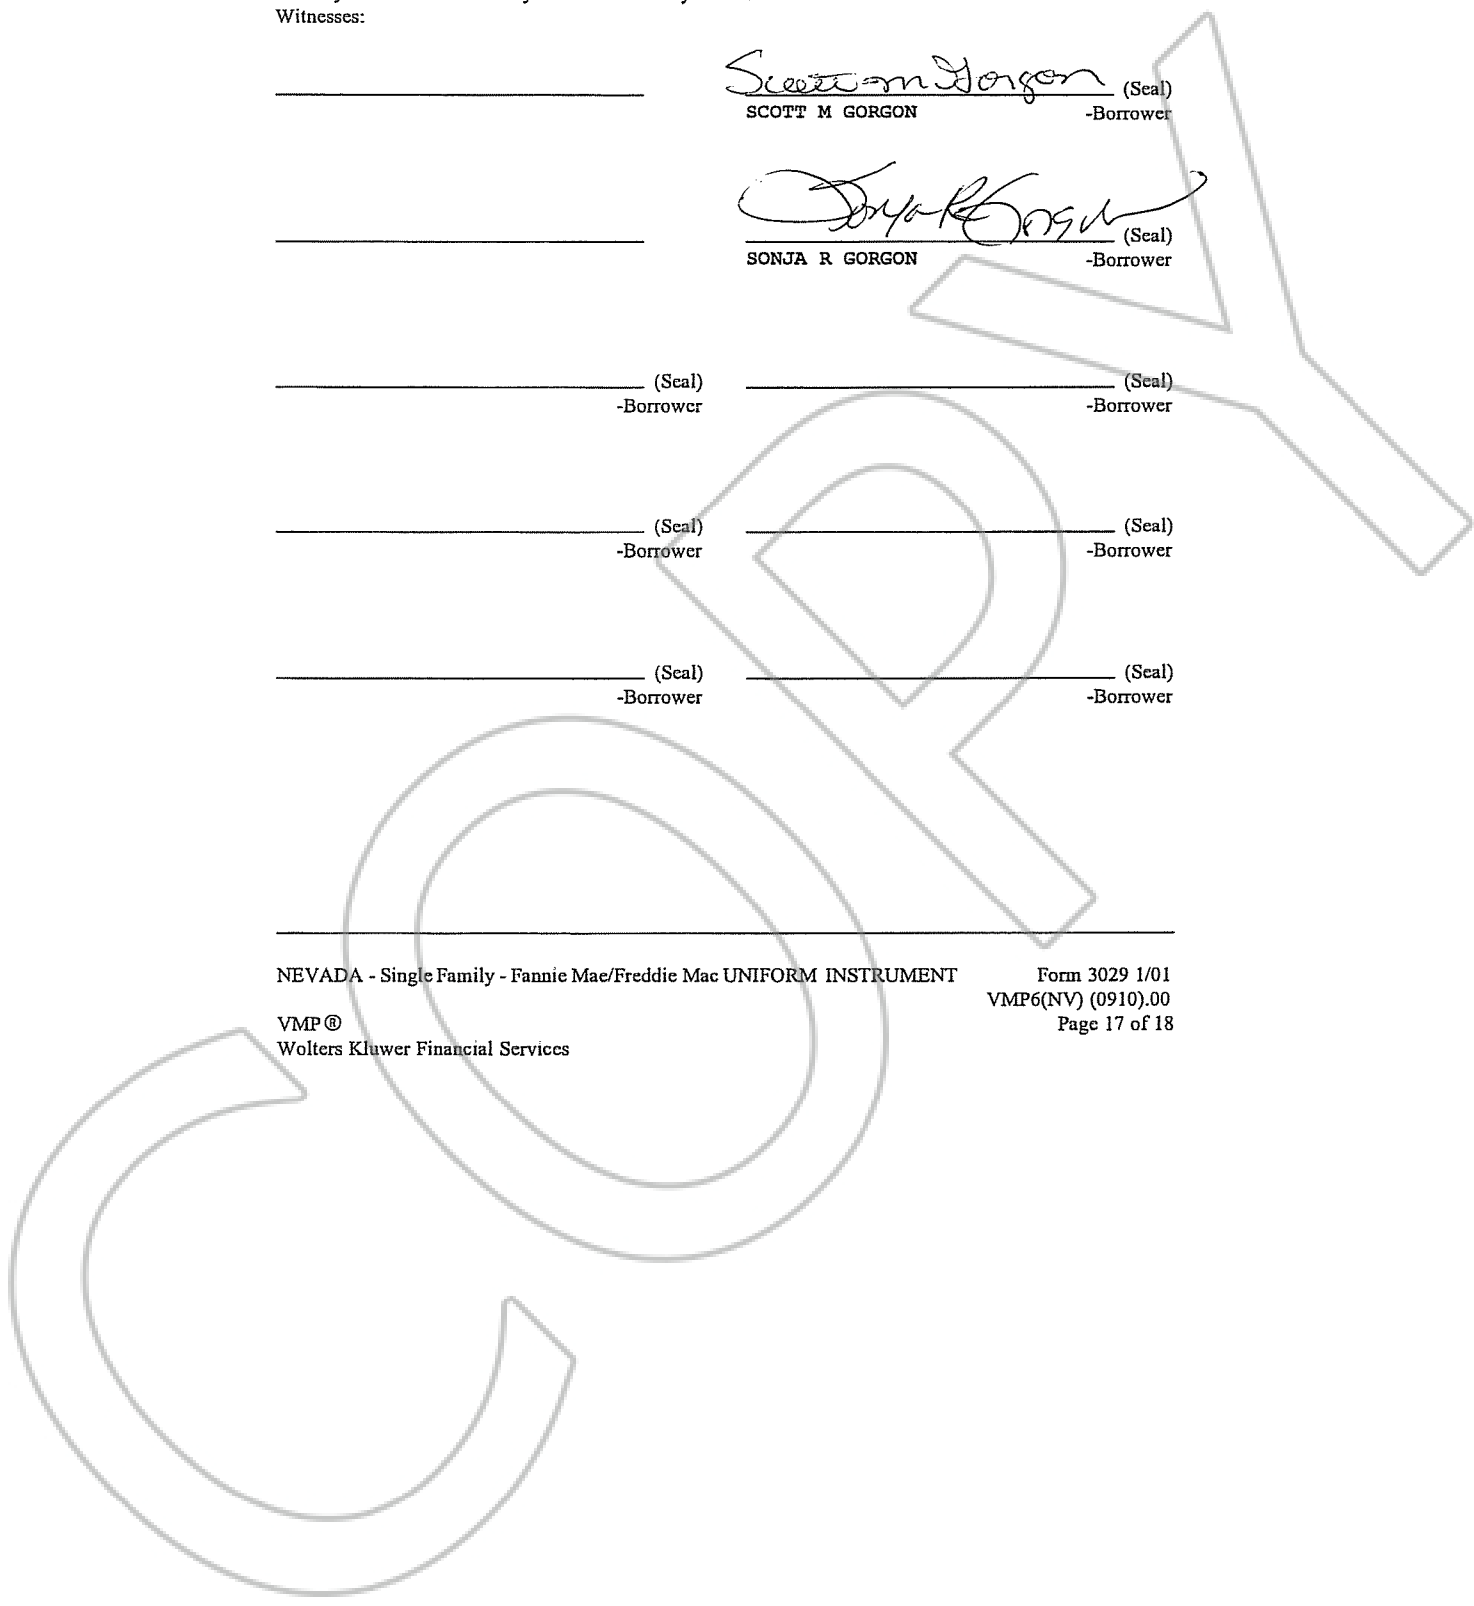 Witnesses:
Scott M Gorgon (Seal)
SCOTT M GORGON -Borrower
Sonja R Gorgon (Seal)
SONJA R GORGON -Borrower
(Seal) (Seal)
-Borrower -Borrower
(Seal) (Seal)
-Borrower -Borrower
(Seal) (Seal)
-Borrower -Borrower
NEVADA - Single Family - Fannie Mae/Freddie Mac UNIFORM INSTRUMENT Form 3029 1/01
VMP6(NV) (0910).00
VMP® Page 17 of 18
Wolters Kluwer Financial Services
COPY